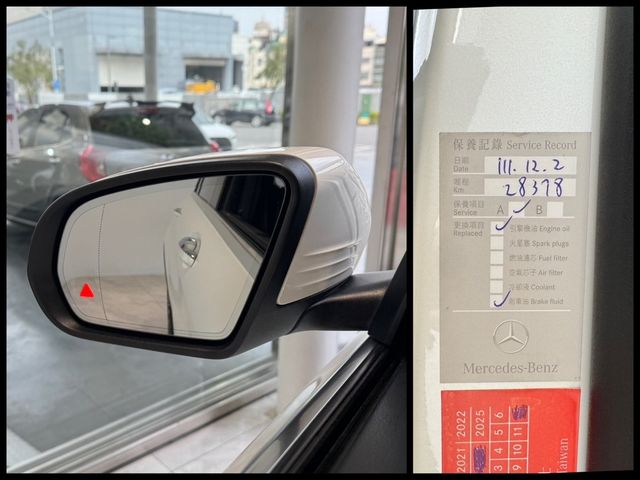 保養記錄 Service Record
日期 Date 111.12.2
哩程 Km 28378
保養項目 Service A ✓ B
更換項目 Replaced ✓ 引擎機油 Engine oil
火星塞 Spark plugs
燃油濾芯 Fuel filter
空氣芯子 Air filter
冷却液 Coolant
✓ 剎車油 Brake fluid
Mercedes-Benz
2021 2022
2025
3 4 5 6
9 10 11
Taiwan